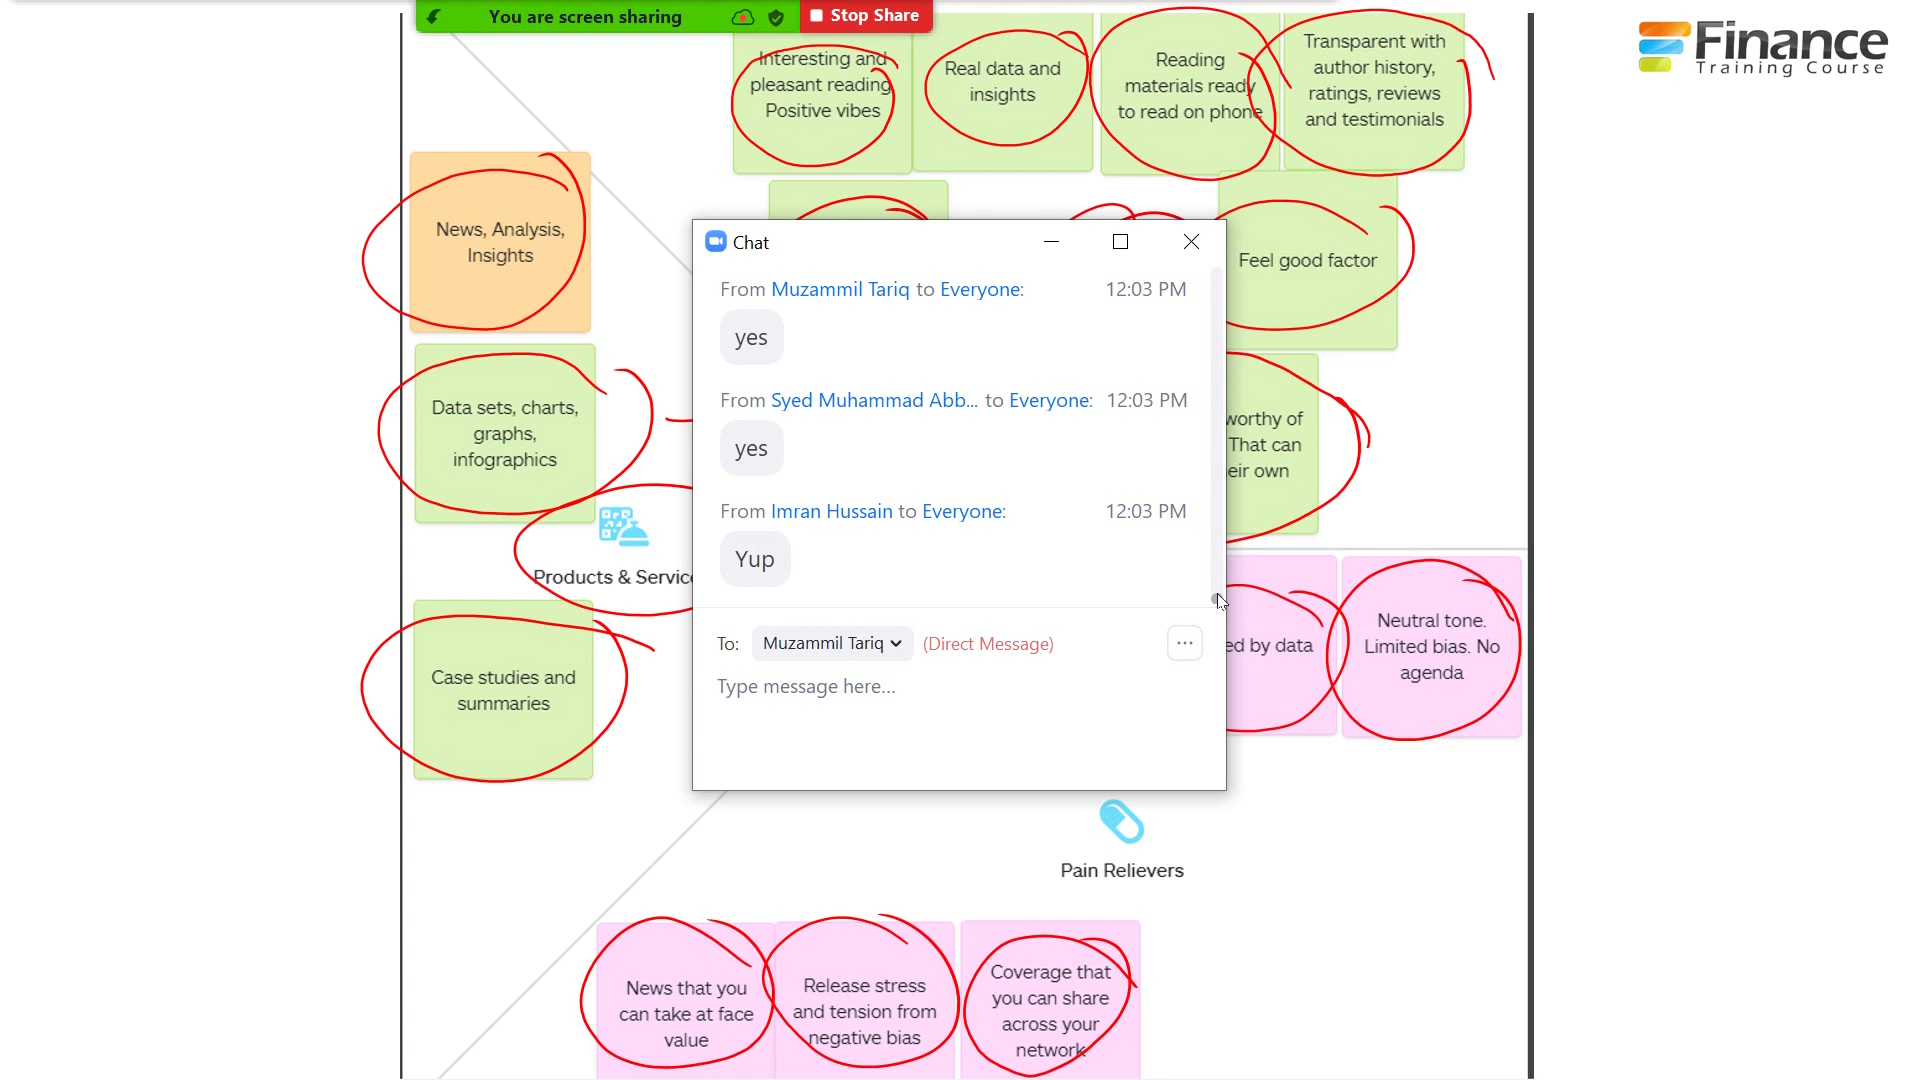 You are screen sharing
Stop Share
Finance
Training Course
Interesting and
pleasant reading
Positive vibes
Real data and
insights
Reading
materials ready
to read on phone
Transparent with
author history,
ratings, reviews
and testimonials
News, Analysis,
Insights
Feel good factor
Chat
From Muzammil Tariq to Everyone: 12:03 PM
yes
From Syed Muhammad Abb... to Everyone: 12:03 PM
yes
From Imran Hussain to Everyone: 12:03 PM
Yup
To: Muzammil Tariq (Direct Message)
Type message here...
Data sets, charts,
graphs,
infographics
worthy of
That can
eir own
Products & Servic
Case studies and
summaries
ed by data
Neutral tone.
Limited bias. No
agenda
Pain Relievers
News that you
can take at face
value
Release stress
and tension from
negative bias
Coverage that
you can share
across your
network